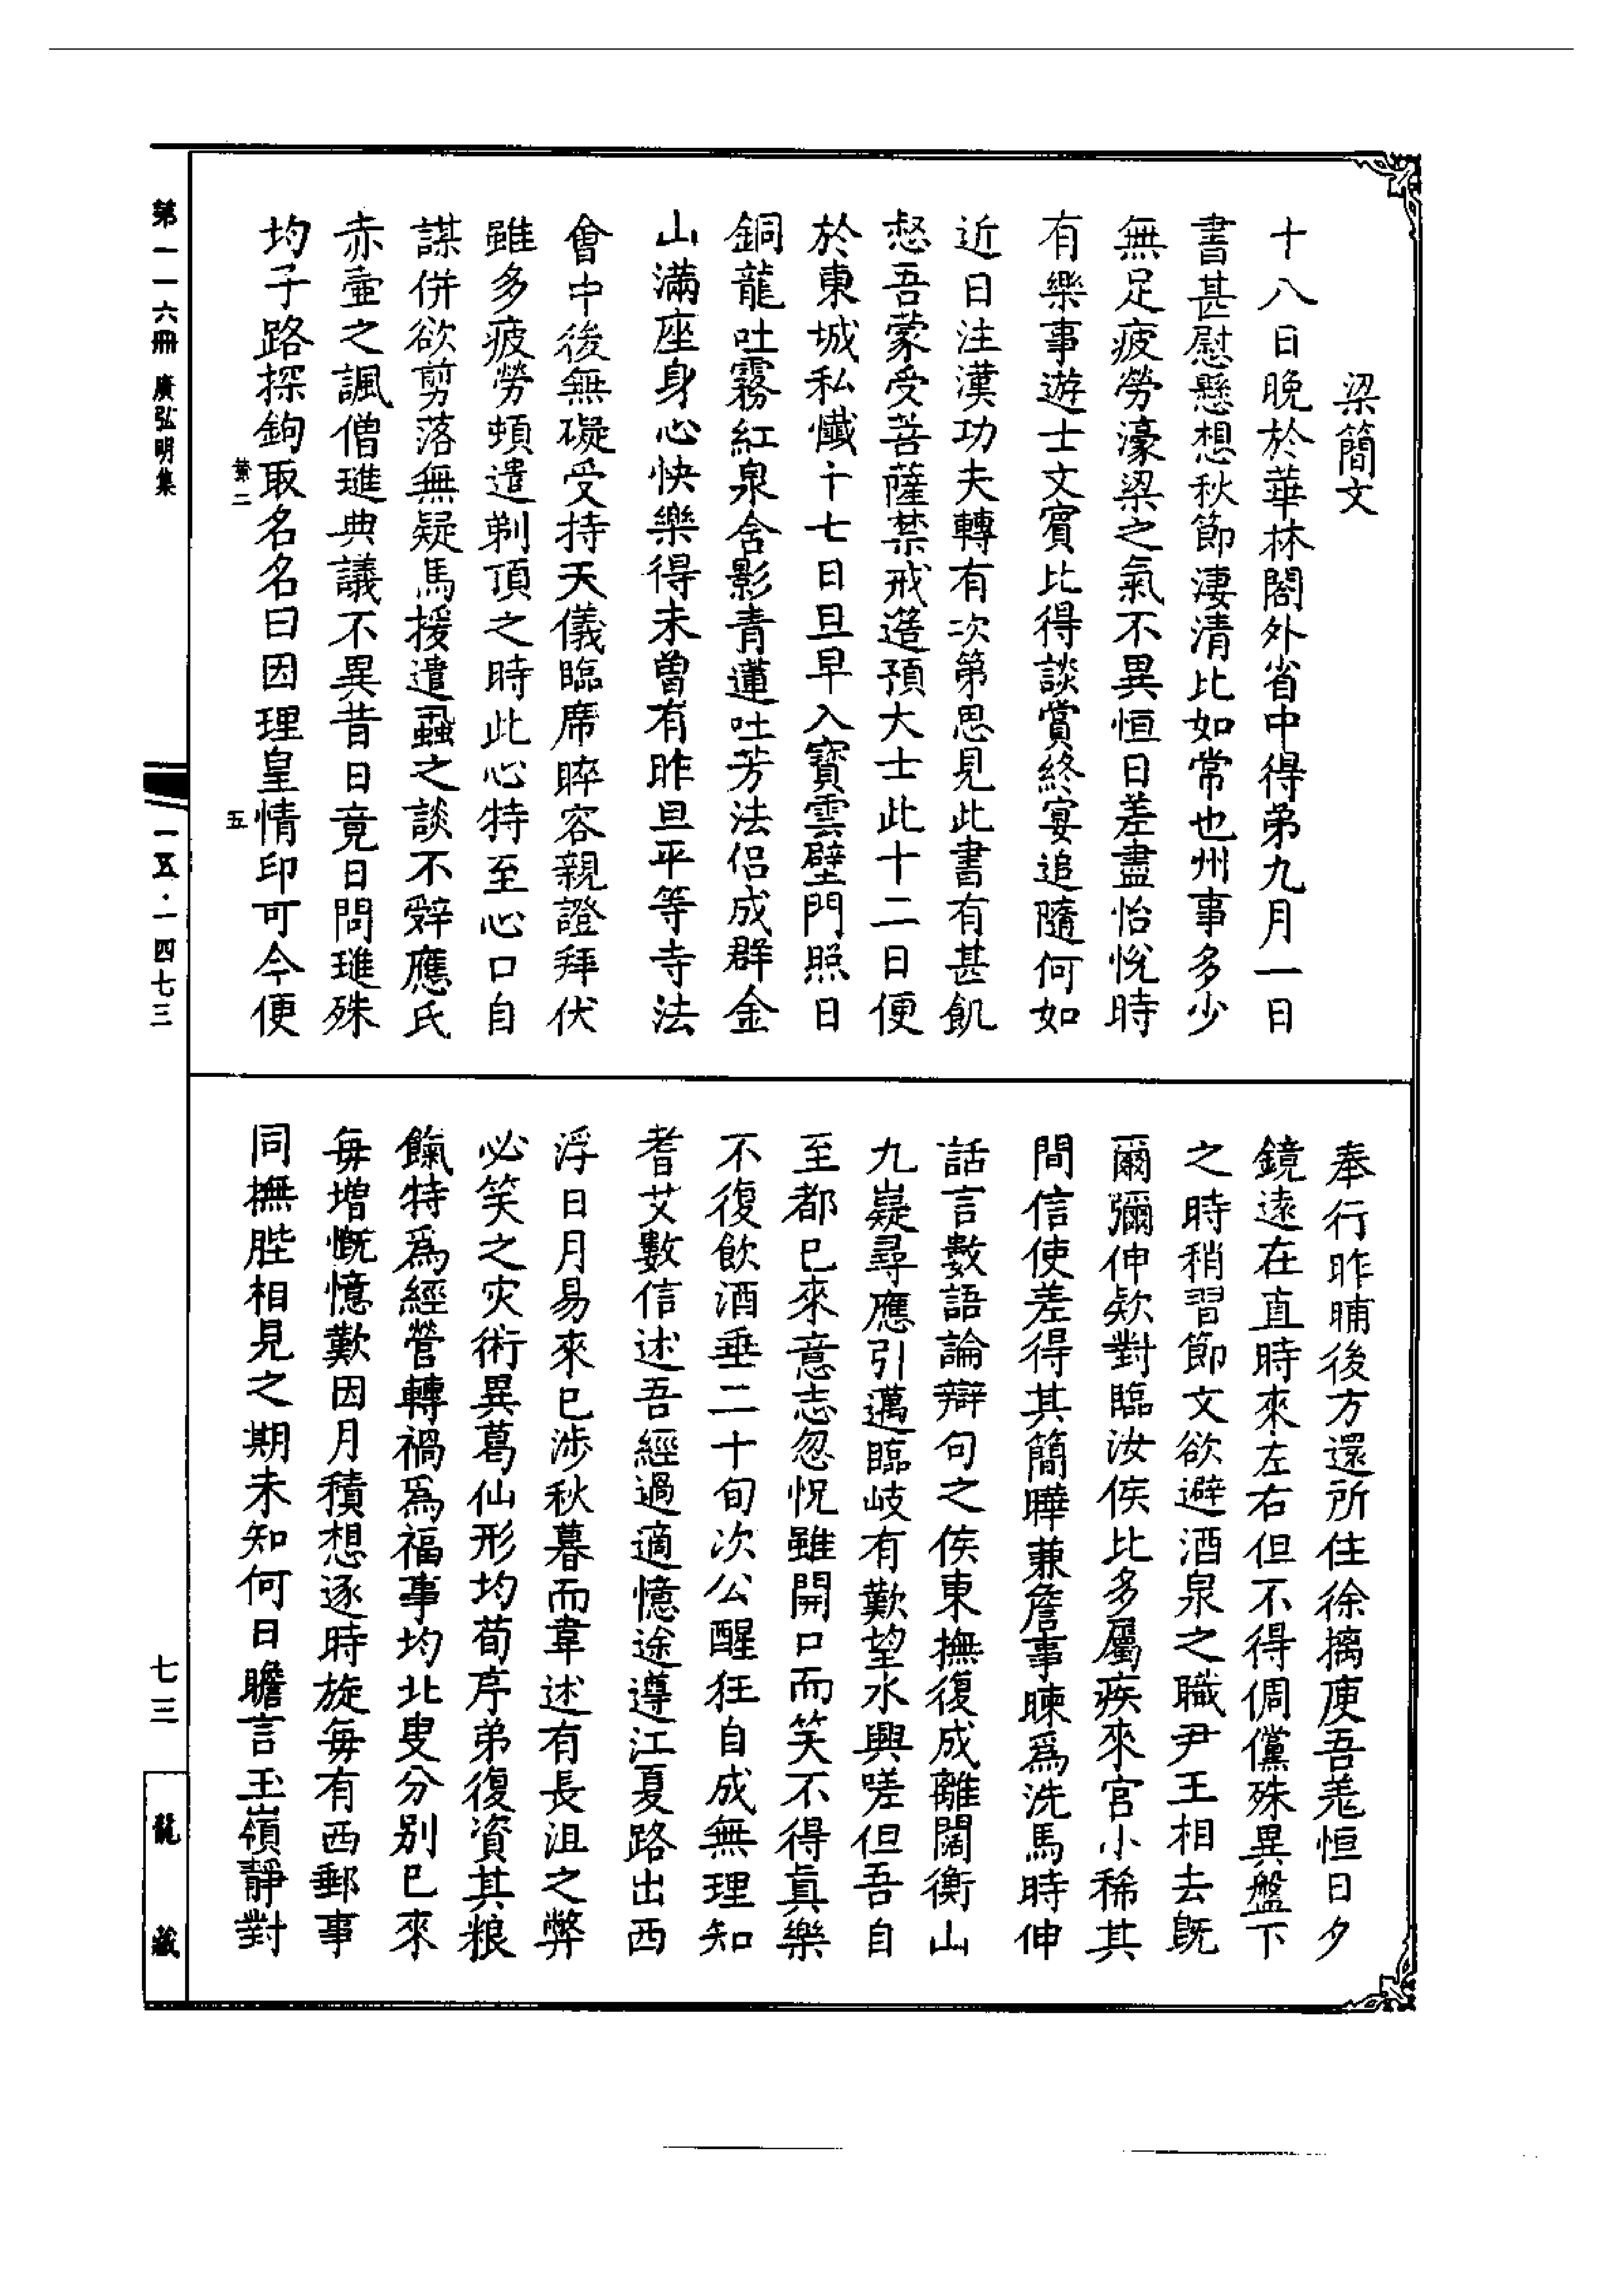 梁簡文
十八日晚於華林閣外省中得弟九月一日
書甚慰懸想秋節淒清比如常也州事多少
無足疲勞濠梁之氣不異恒日差盡怡悅時
有樂事遊士文賓比得談賞終宴追隨何如
近日注漢功夫轉有次第思見此書有甚飢
惄吾蒙受菩薩禁戒簉預大士此十二日便
於東城私懺十七日旦早入寶雲壁門照日
銅龍吐霧紅泉含影青蓮吐芳法侶成群金
山滿座身心快樂得未曾有昨旦平等寺法
會中後無礙受持天儀臨席睟容親證拜伏
雖多疲勞頓遣剃頂之時此心特至心口自
謀併欲剪落無疑馬援遣蝨之談不辤應氏
赤壷之諷僧璡典議不異昔日竟日問璡殊
均子路探鉤取名名曰因理皇情印可今便
奉行昨晡後方還所住徐摛庾吾羌恒日夕
鏡遠在直時來左右但不得倜儻殊異盤下
之時稍習節文欲避酒泉之職尹王相去旣
爾彌伸欵對臨汝侯比多屬疾來宮小稀其
間信使差得其簡曄兼詹事暕爲洗馬時伸
話言數語論辯句之侯東撫復成離闊衡山
九嶷尋應引邁臨岐有歎望水興嗟但吾自
至都已來意志忽怳雖開口而笑不得眞樂
不復飮酒垂二十旬次公醒狂自成無理知
耆艾數信述吾經過適憶途遵江夏路出西
浮日月易來已涉秋暮而韋述有長沮之弊
必笑之灾術異葛仙形均荀序弟復資其粮
餼特爲經營轉禍爲福事均北叟分別已來
每增慨憶歎因月積想逐時旋每有西郵事
同撫髀相見之期未知何日瞻言玉嶺靜對
第一一六冊 廣弘明集
一五·一四七三
七三
龍藏
二
五